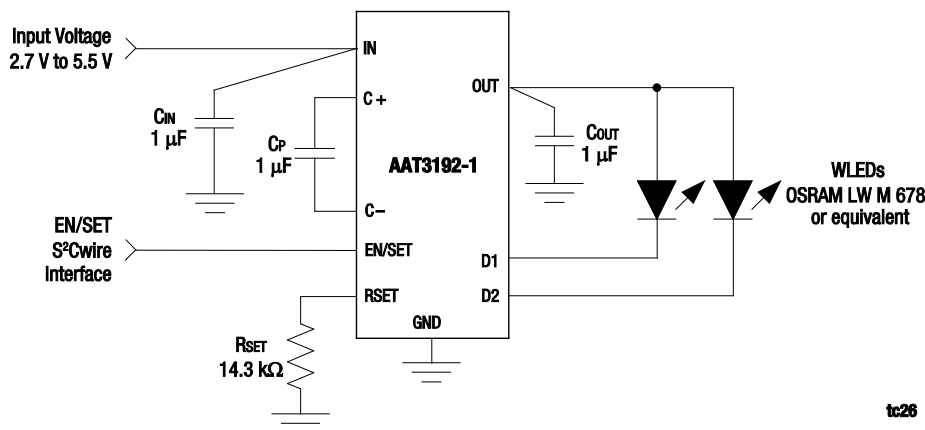 Input Voltage
2.7 V to 5.5 V
IN
OUT
C+
CIN
1 µF
CP
1 µF
AAT3192-1
COUT
1 µF
WLEDs
OSRAM LW M 678
or equivalent
C−
EN/SET
S²Cwire
Interface
EN/SET
D1
RSET
D2
GND
RSET
14.3 kΩ
tc26